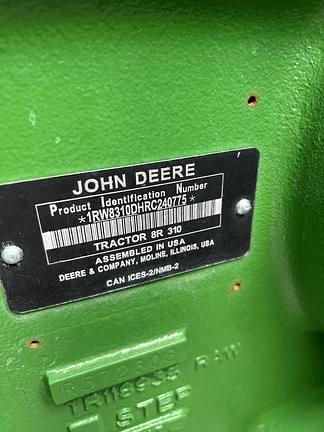 JOHN DEERE
Product Identification Number
*1RW8310DHRC240775*
TRACTOR 8R 310
ASSEMBLED IN USA
DEERE & COMPANY, MOLINE, ILLINOIS, USA
CAN ICES-2/NMB-2
RAW
STEP